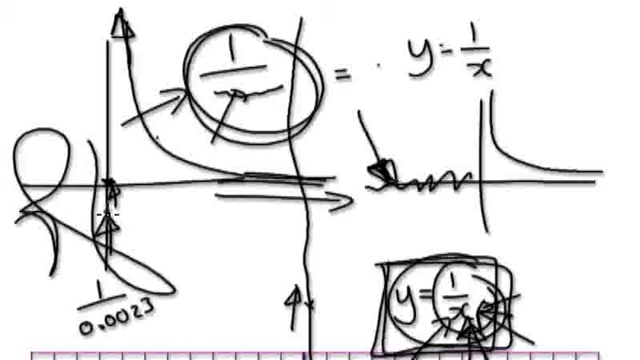 1
=
y = 1/x
1/0.0023
y = 1/x